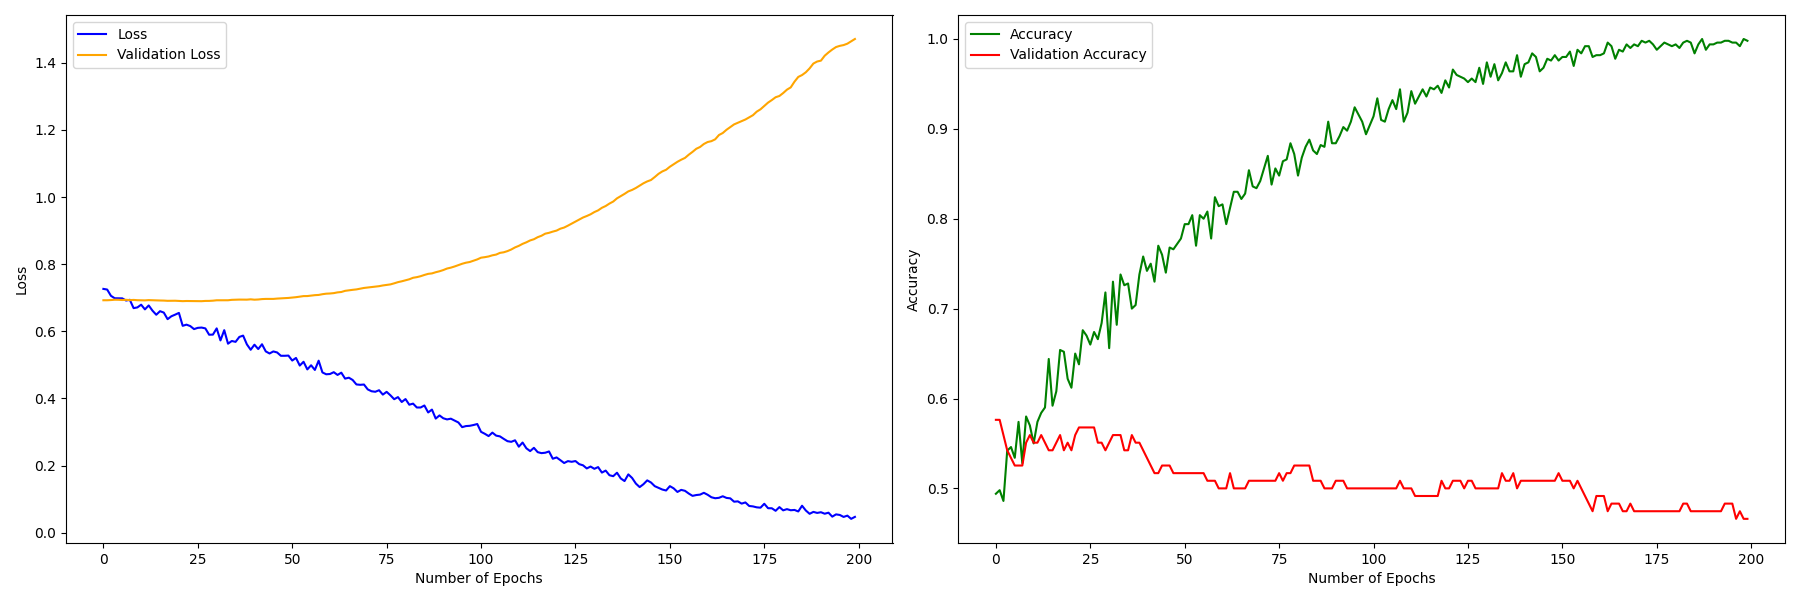 Loss
Validation Loss
1.4
1.2
1.0
0.8
0.6
0.4
0.2
0.0
Loss
0 25 50 75 100 125 150 175 200
Number of Epochs
Accuracy
Validation Accuracy
1.0
0.9
0.8
0.7
0.6
0.5
Accuracy
0 25 50 75 100 125 150 175 200
Number of Epochs